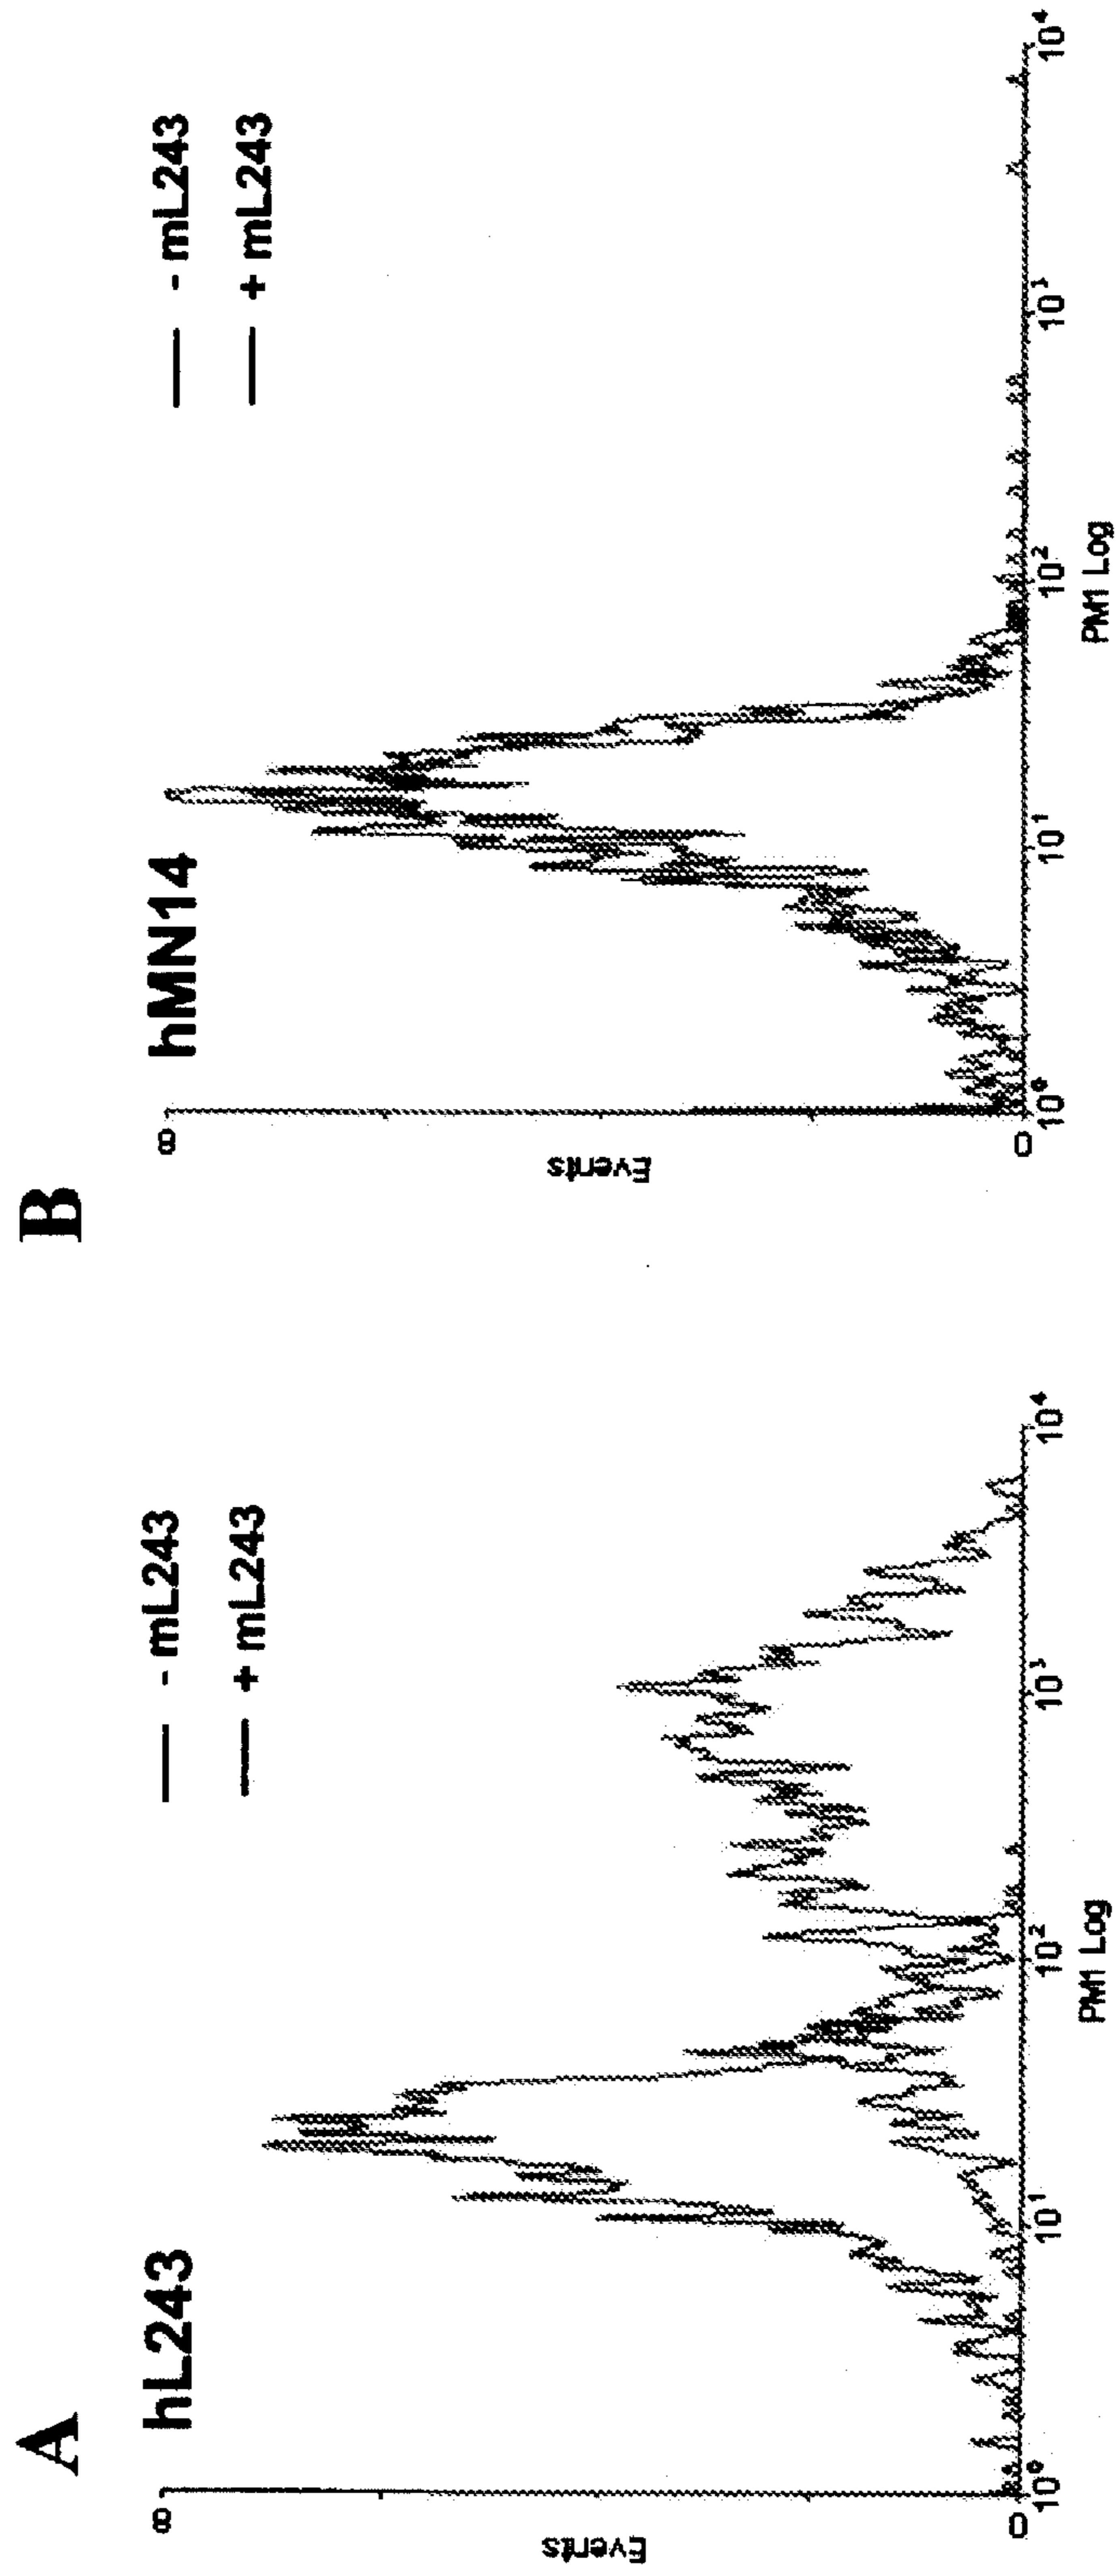 A
hL243
- mL243
+ mL243
8
Events
0
10⁰
10¹
10²
10³
10⁴
PM1 Log
B
hMN14
- mL243
+ mL243
8
Events
0
10⁰
10¹
10²
10³
10⁴
PM1 Log